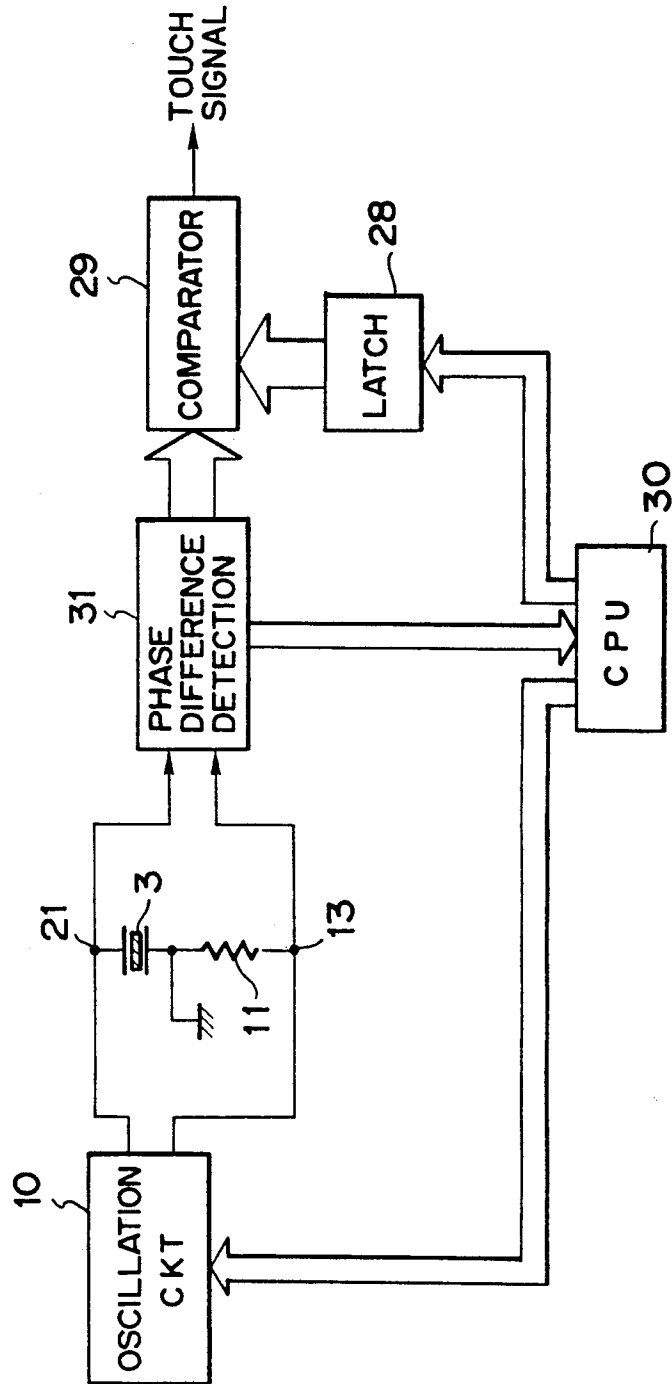 10
OSCILLATION
CKT
21
3
11
13
31
PHASE
DIFFERENCE
DETECTION
29
COMPARATOR
TOUCH
SIGNAL
28
LATCH
30
CPU